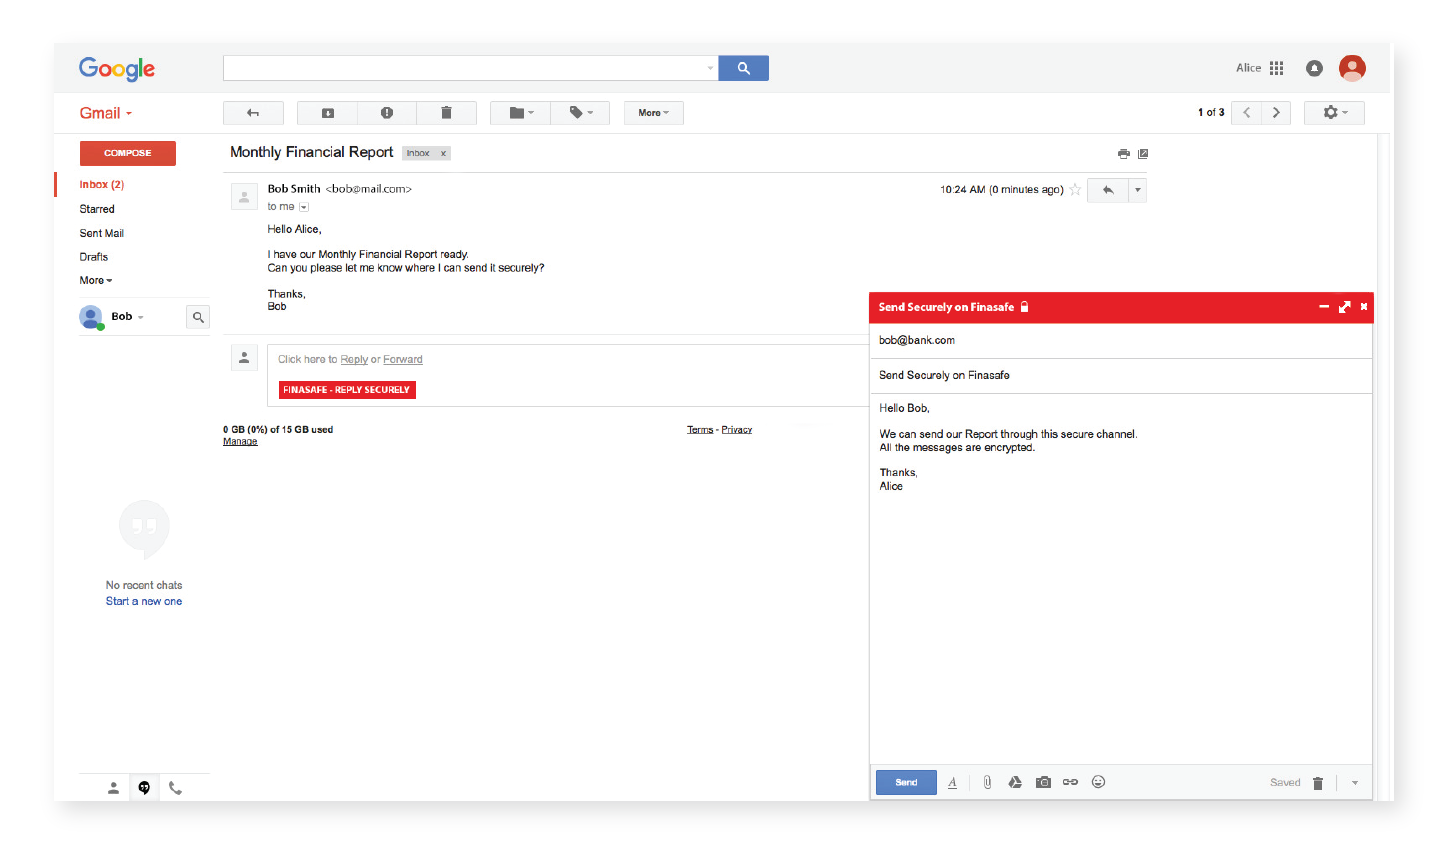 Google
Alice
Gmail
More
1 of 3
COMPOSE
Monthly Financial Report Inbox x
Inbox (2)
Starred
Sent Mail
Drafts
More
Bob
Bob Smith <bob@mail.com>
10:24 AM (0 minutes ago)
to me
Hello Alice,
I have our Monthly Financial Report ready.
Can you please let me know where I can send it securely?
Thanks,
Bob
Click here to Reply or Forward
FINASAFE - REPLY SECURELY
0 GB (0%) of 15 GB used
Manage
Terms - Privacy
No recent chats
Start a new one
Send Securely on Finasafe
bob@bank.com
Send Securely on Finasafe
Hello Bob,
We can send our Report through this secure channel.
All the messages are encrypted.
Thanks,
Alice
Send
A
Saved